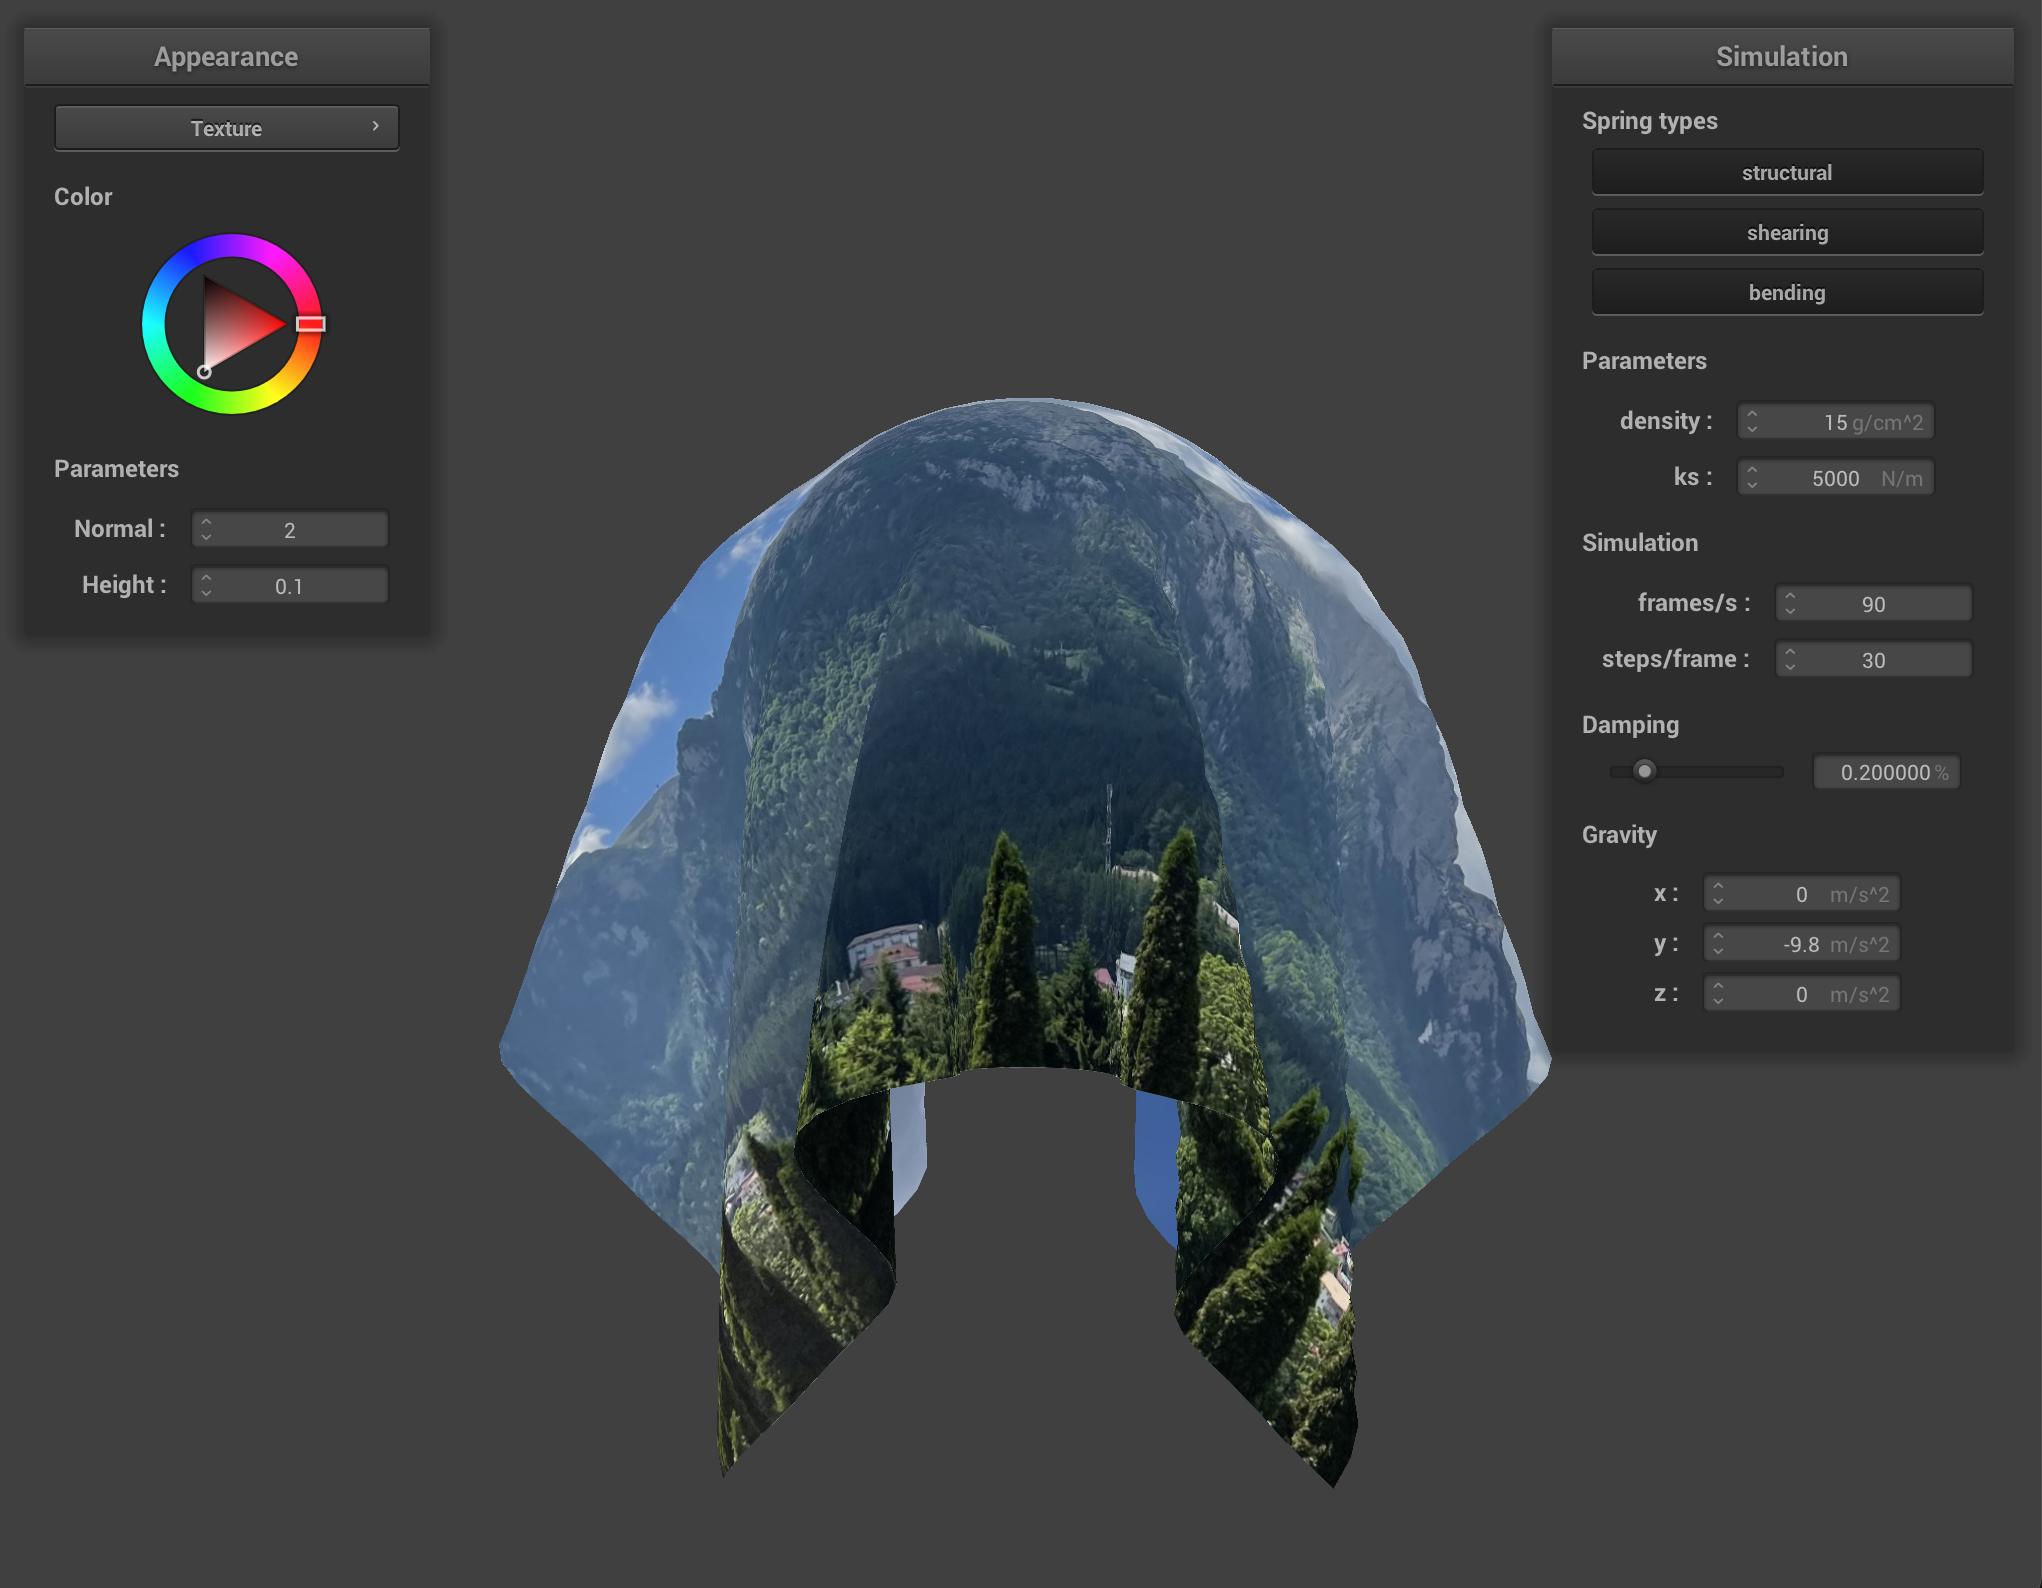 Appearance
Texture
Color
Parameters
Normal : 2
Height : 0.1
Simulation
Spring types
structural
shearing
bending
Parameters
density : 15 g/cm^2
ks : 5000 N/m
Simulation
frames/s : 90
steps/frame : 30
Damping
0.200000 %
Gravity
x : 0 m/s^2
y : -9.8 m/s^2
z : 0 m/s^2